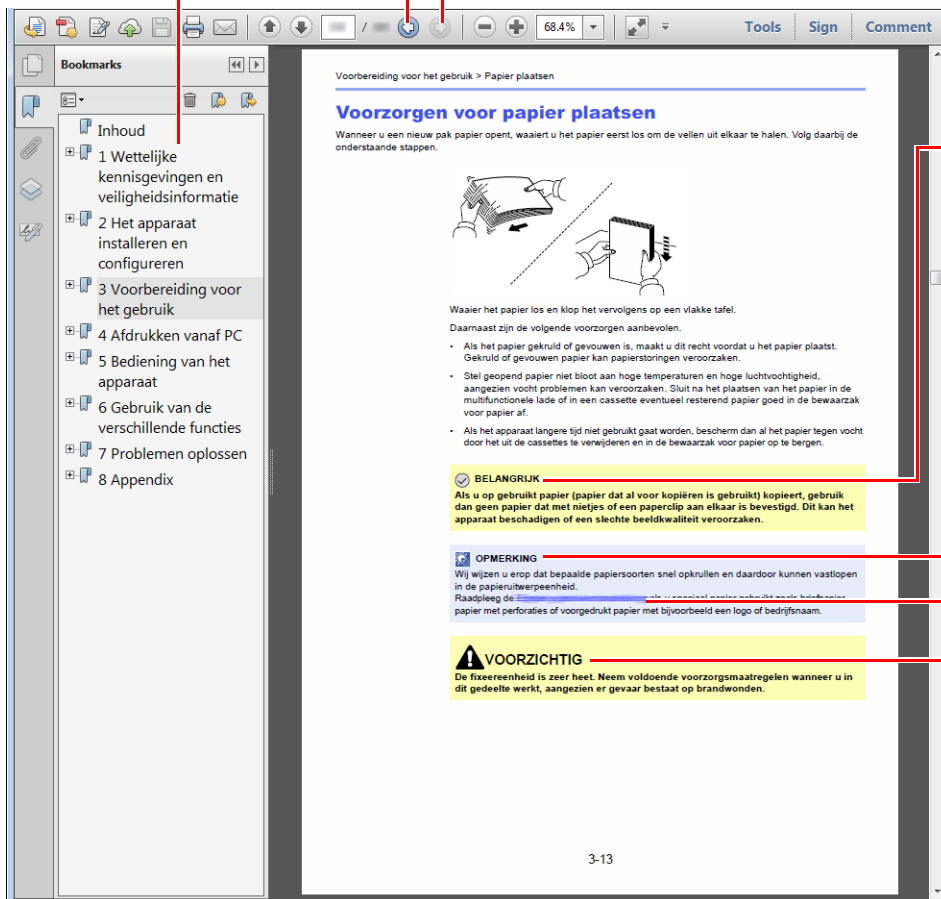 68.4%
Tools
Sign
Comment
Bookmarks
Inhoud
1 Wettelijke
kennisgevingen en
veiligheidsinformatie
2 Het apparaat
installeren en
configureren
3 Voorbereiding voor
het gebruik
4 Afdrukken vanaf PC
5 Bediening van het
apparaat
6 Gebruik van de
verschillende functies
7 Problemen oplossen
8 Appendix
Voorbereiding voor het gebruik > Papier plaatsen
Voorzorgen voor papier plaatsen
Wanneer u een nieuw pak papier opent, waaiert u het papier eerst los om de vellen uit elkaar te halen. Volg daarbij de
onderstaande stappen.
Waaier het papier los en klop het vervolgens op een vlakke tafel.
Daarnaast zijn de volgende voorzorgen aanbevolen.
• Als het papier gekruld of gevouwen is, maakt u dit recht voordat u het papier plaatst.
Gekruld of gevouwen papier kan papierstoringen veroorzaken.
• Stel geopend papier niet bloot aan hoge temperaturen en hoge luchtvochtigheid,
aangezien vocht problemen kan veroorzaken. Sluit na het plaatsen van het papier in de
multifunctionele lade of in een cassette eventueel resterend papier goed in de bewaarzak
voor papier af.
• Als het apparaat langere tijd niet gebruikt gaat worden, bescherm dan al het papier tegen vocht
door het uit de cassettes te verwijderen en in de bewaarzak voor papier op te bergen.
BELANGRIJK
Als u op gebruikt papier (papier dat al voor kopiëren is gebruikt) kopieert, gebruik
dan geen papier dat met nietjes of een paperclip aan elkaar is bevestigd. Dit kan het
apparaat beschadigen of een slechte beeldkwaliteit veroorzaken.
OPMERKING
Wij wijzen u erop dat bepaalde papiersoorten snel opkrullen en daardoor kunnen vastlopen
in de papieruitwerpeenheid.
Raadpleeg de als u speciaal papier gebruikt zoals briefpapier
papier met perforaties of voorgedrukt papier met bijvoorbeeld een logo of bedrijfsnaam.
VOORZICHTIG
De fixeereenheid is zeer heet. Neem voldoende voorzorgsmaatregelen wanneer u in
dit gedeelte werkt, aangezien er gevaar bestaat op brandwonden.
3-13